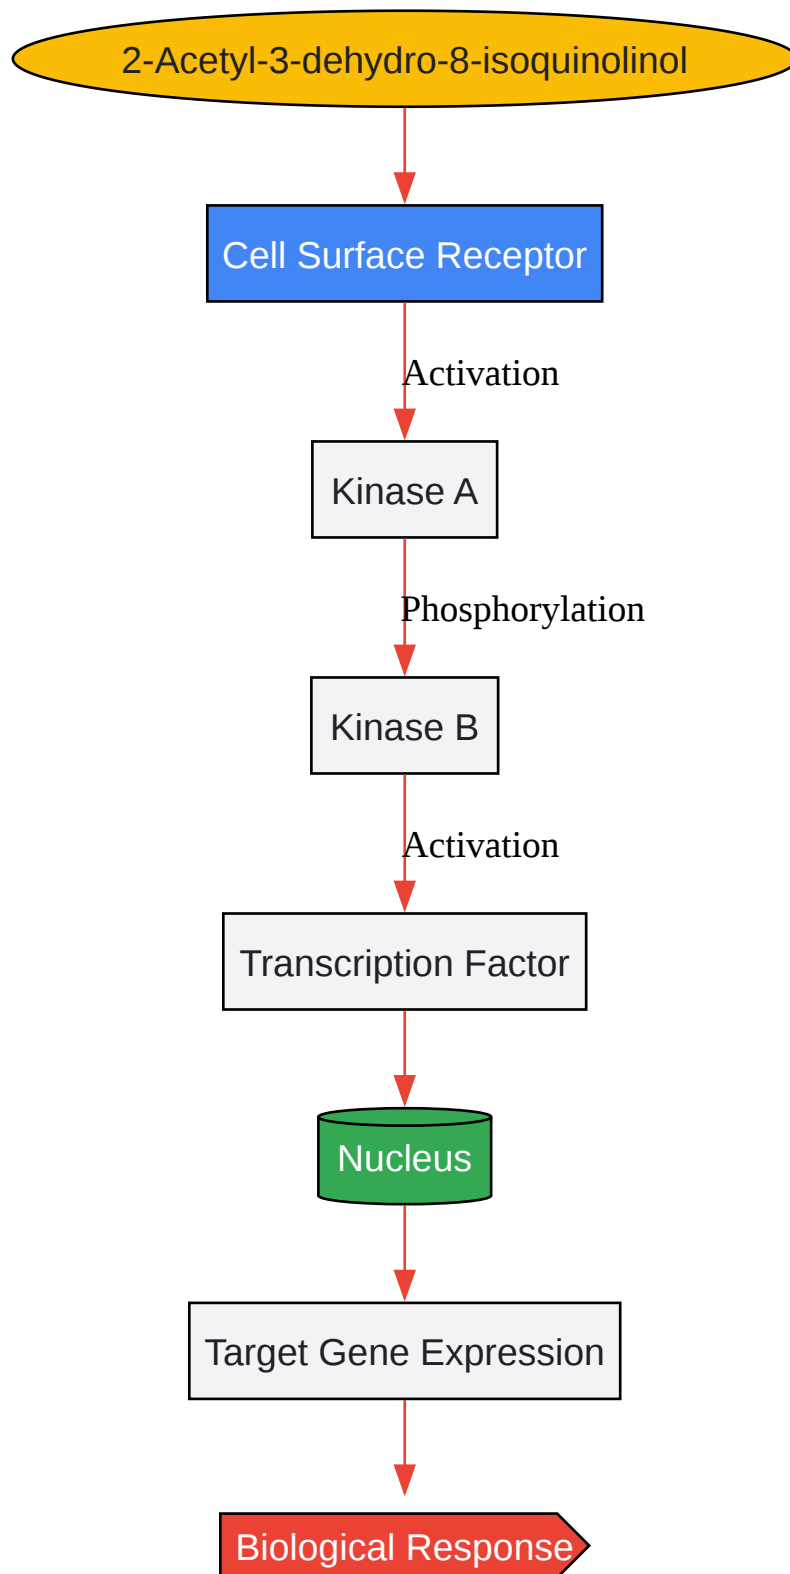 2-Acetyl-3-dehydro-8-isoquinolinol
Cell Surface Receptor
Activation
Kinase A
Phosphorylation
Kinase B
Activation
Transcription Factor
Nucleus
Target Gene Expression
Biological Response